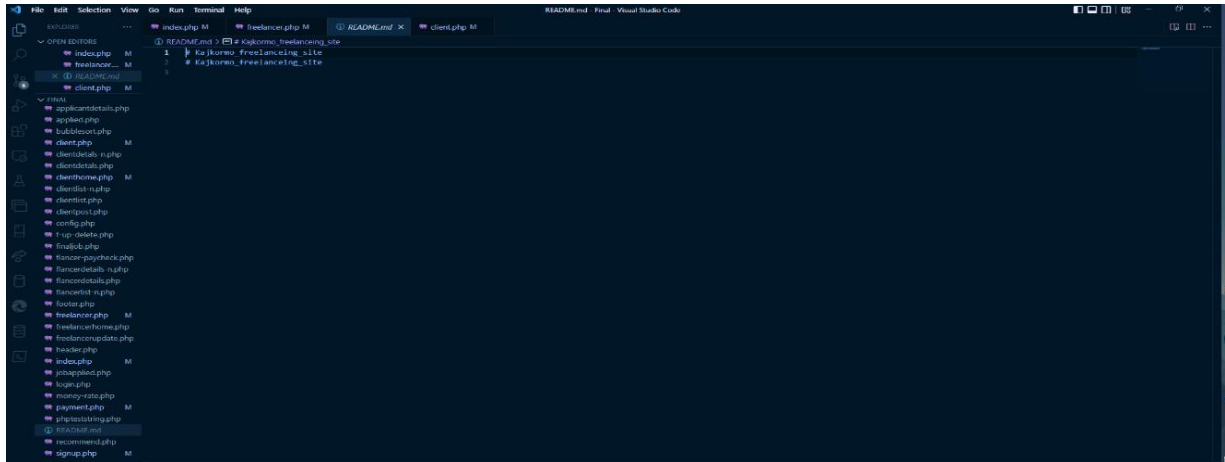 File Edit Selection View Go Run Terminal Help
README.md - Final - Visual Studio Code
EXPLORER
index.php M
freelancer.php M
README.md
client.php M
OPEN EDITORS
index.php M
freelancer... M
README.md
client.php M
README.md > # Kajkormo_freelanceing_site
1 # Kajkormo_freelanceing_site
2 # Kajkormo_freelanceing_site
3
FINAL
applicantdetails.php
applied.php
bubblesort.php
client.php M
clientdetals-n.php
clientdetals.php
clienthome.php M
clientlist-n.php
clientlist.php
clientpost.php
config.php
f-up-delete.php
finaljob.php
flancer-paycheck.php
flancerdetails-n.php
flancerdetails.php
flancerlist-n.php
footer.php
freelancer.php M
freelancerhome.php
freelancerupdate.php
header.php
index.php M
jobapplied.php
login.php
money-rate.php
payment.php M
phpteststring.php
README.md
recommend.php
signup.php M